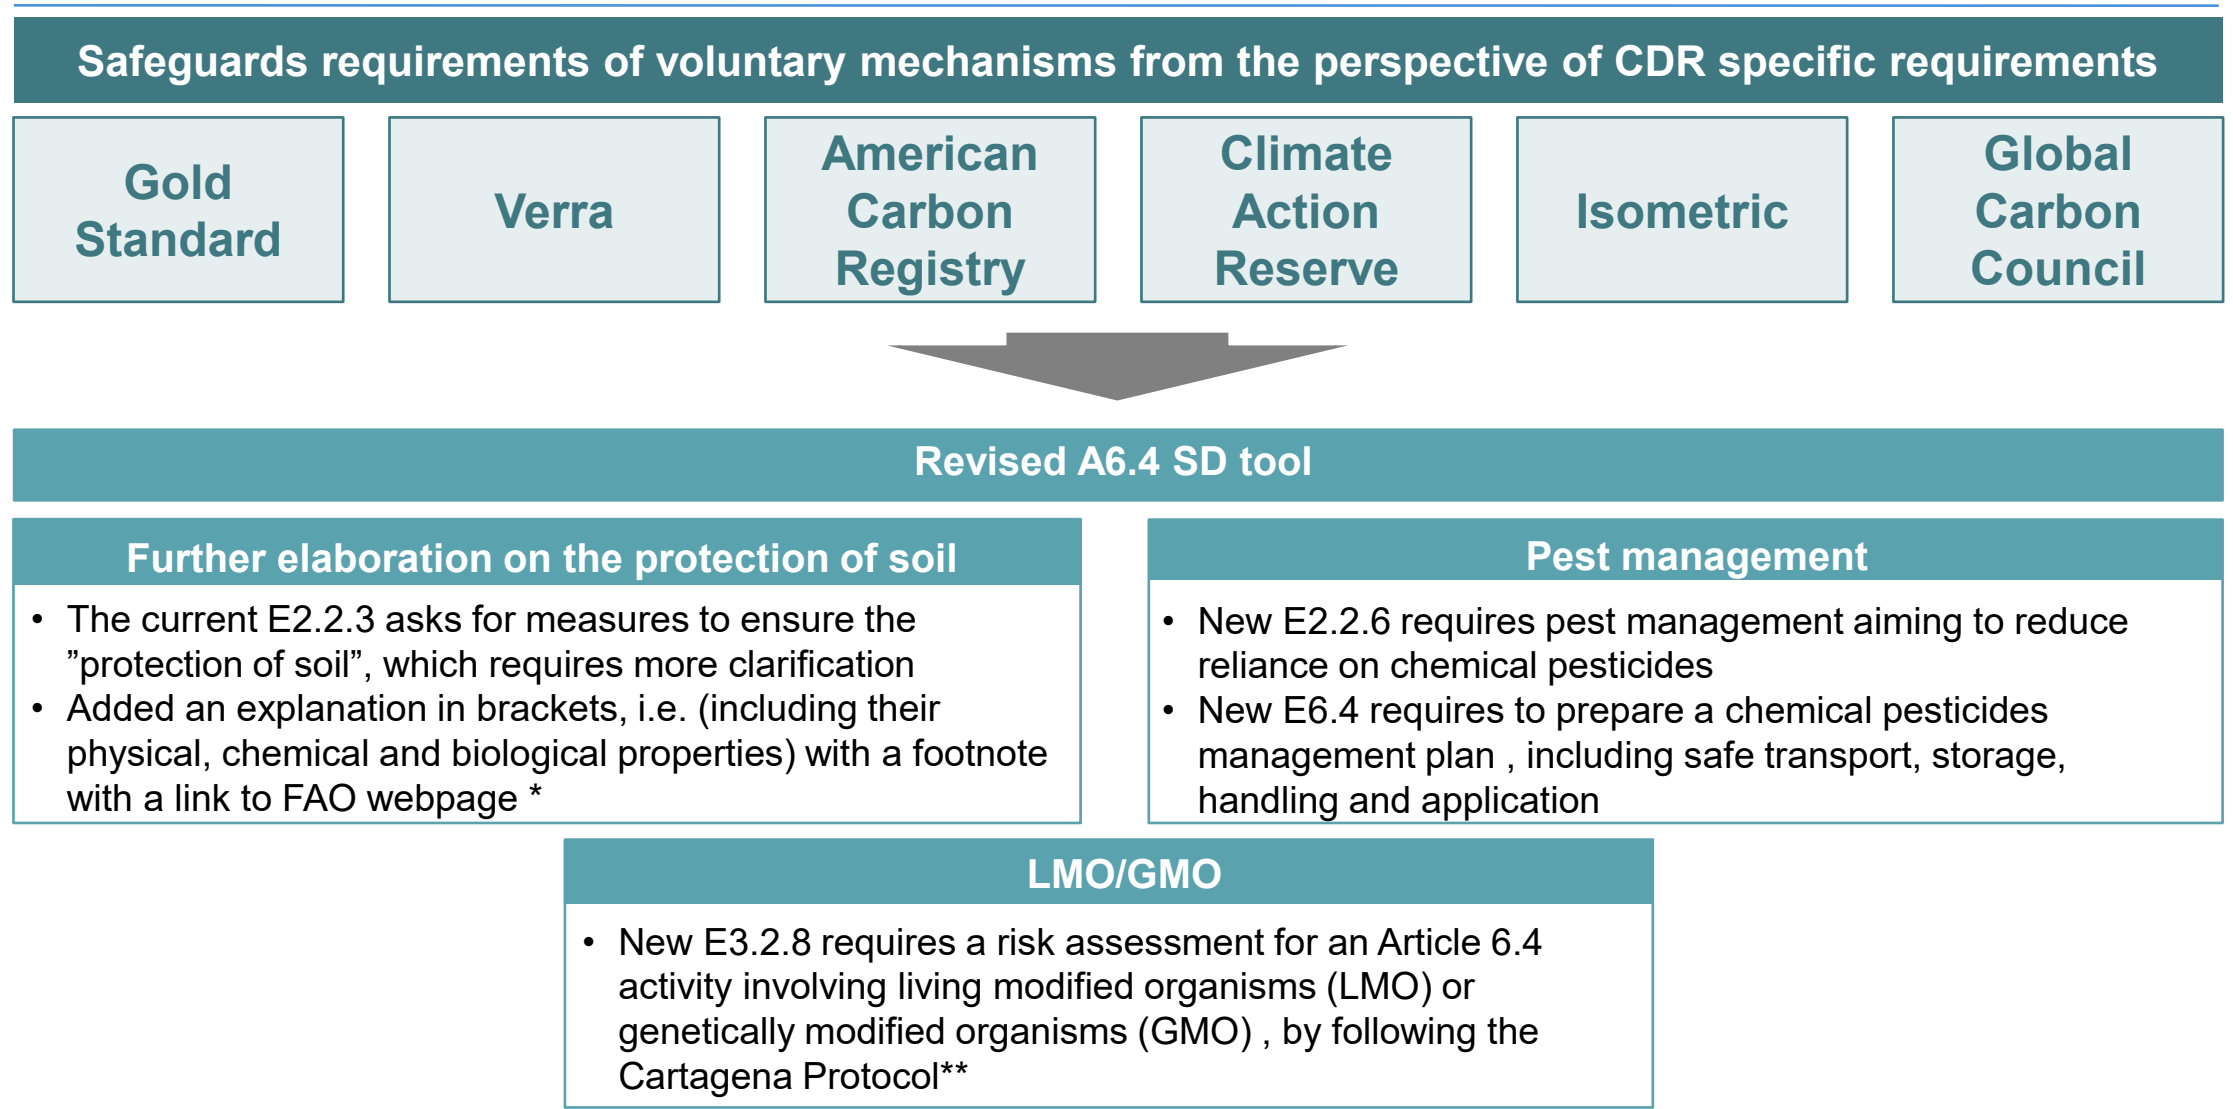 Safeguards requirements of voluntary mechanisms from the perspective of CDR specific requirements
Gold
Standard
Verra
American
Carbon
Registry
Climate
Action
Reserve
Isometric
Global
Carbon
Council
Revised A6.4 SD tool
Further elaboration on the protection of soil
• The current E2.2.3 asks for measures to ensure the
”protection of soil”, which requires more clarification
• Added an explanation in brackets, i.e. (including their
physical, chemical and biological properties) with a footnote
with a link to FAO webpage *
Pest management
• New E2.2.6 requires pest management aiming to reduce
reliance on chemical pesticides
• New E6.4 requires to prepare a chemical pesticides
management plan , including safe transport, storage,
handling and application
LMO/GMO
• New E3.2.8 requires a risk assessment for an Article 6.4
activity involving living modified organisms (LMO) or
genetically modified organisms (GMO) , by following the
Cartagena Protocol**